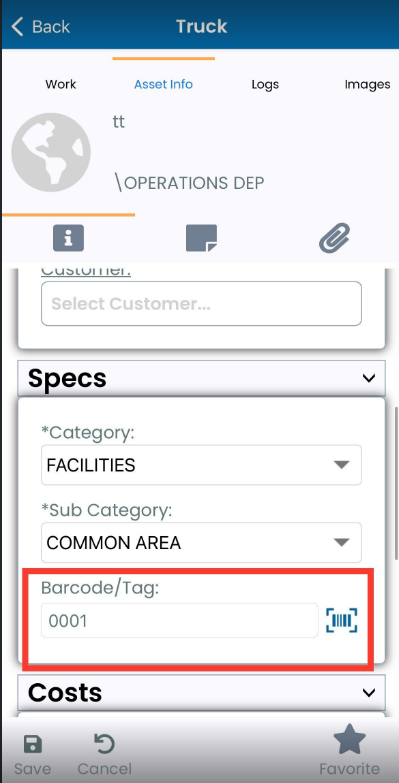 Back
Truck
Work
Asset Info
Logs
Images
tt
\OPERATIONS DEP
Customer:
Select Customer...
Specs
*Category:
FACILITIES
*Sub Category:
COMMON AREA
Barcode/Tag:
0001
Costs
Save
Cancel
Favorite